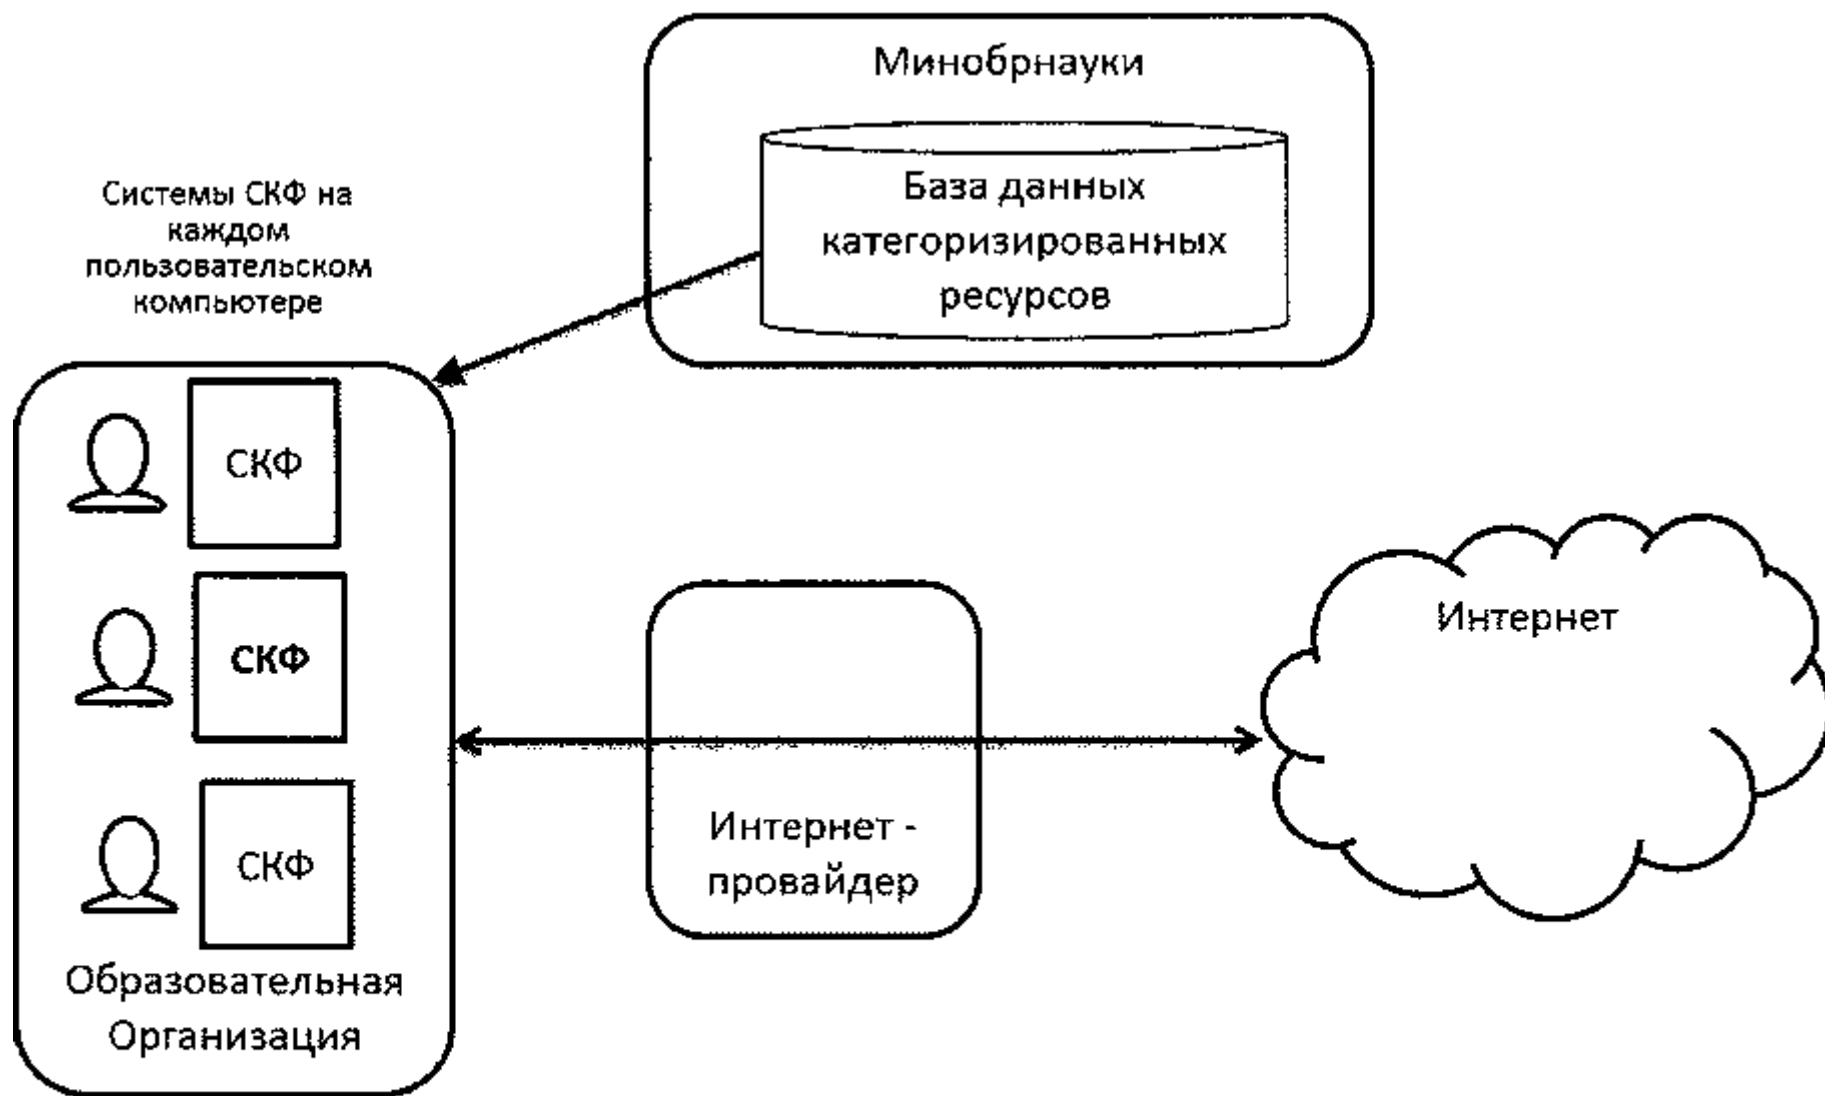 Минобрнауки
База данных
категоризированных
ресурсов
Системы СКФ на
каждом
пользовательском
компьютере
СКФ
СКФ
СКФ
Образовательная
Организация
Интернет -
провайдер
Интернет